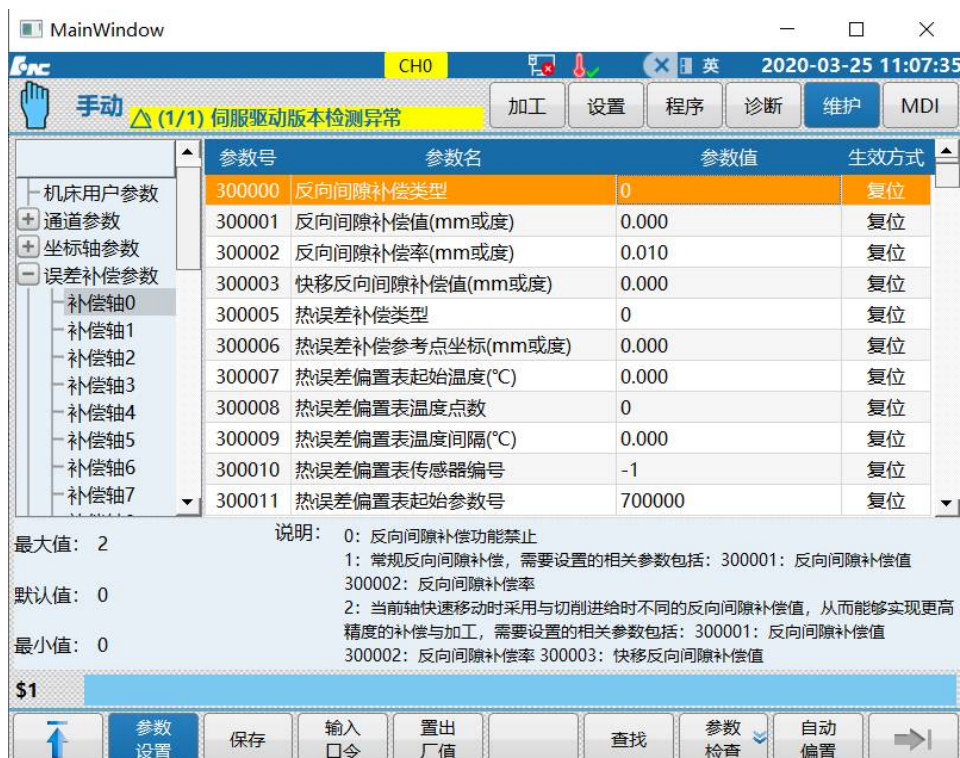 MainWindow
CH0
英 2020-03-25 11:07:35
手动 (1/1) 伺服驱动版本检测异常
加工 设置 程序 诊断 维护 MDI
参数号 参数名 参数值 生效方式
机床用户参数
通道参数
坐标轴参数
误差补偿参数
补偿轴0
补偿轴1
补偿轴2
补偿轴3
补偿轴4
补偿轴5
补偿轴6
补偿轴7
300000 反向间隙补偿类型 0 复位
300001 反向间隙补偿值(mm或度) 0.000 复位
300002 反向间隙补偿率(mm或度) 0.010 复位
300003 快移反向间隙补偿值(mm或度) 0.000 复位
300005 热误差补偿类型 0 复位
300006 热误差补偿参考点坐标(mm或度) 0.000 复位
300007 热误差偏置表起始温度(℃) 0.000 复位
300008 热误差偏置表温度点数 0 复位
300009 热误差偏置表温度间隔(℃) 0.000 复位
300010 热误差偏置表传感器编号 -1 复位
300011 热误差偏置表起始参数号 700000 复位
最大值: 2
默认值: 0
最小值: 0
说明: 0: 反向间隙补偿功能禁止
1: 常规反向间隙补偿, 需要设置的相关参数包括: 300001: 反向间隙补偿值
300002: 反向间隙补偿率
2: 当前轴快速移动时采用与切削进给时不同的反向间隙补偿值, 从而能够实现更高
精度的补偿与加工, 需要设置的相关参数包括: 300001: 反向间隙补偿值
300002: 反向间隙补偿率 300003: 快移反向间隙补偿值
$1
参数
设置
保存
输入
口令
置出
厂值
查找
参数
检查
自动
偏置